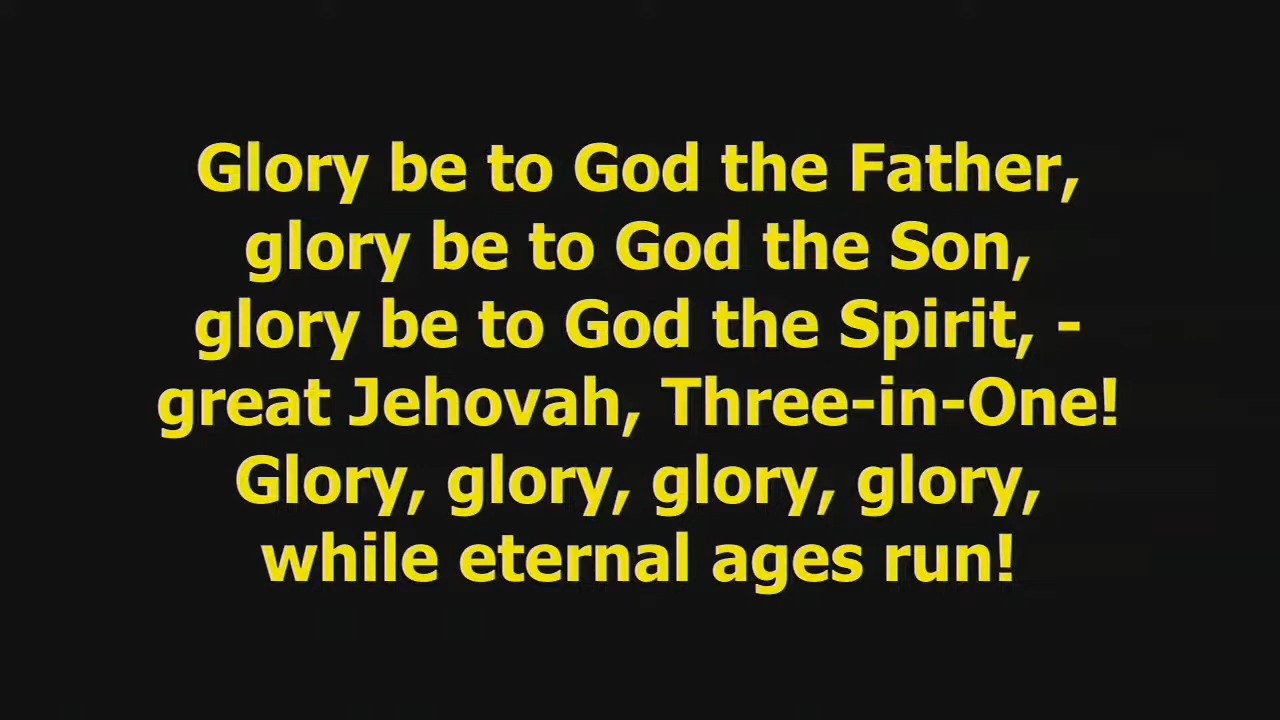 Glory be to God the Father,
glory be to God the Son,
glory be to God the Spirit, -
great Jehovah, Three-in-One!
Glory, glory, glory, glory,
while eternal ages run!